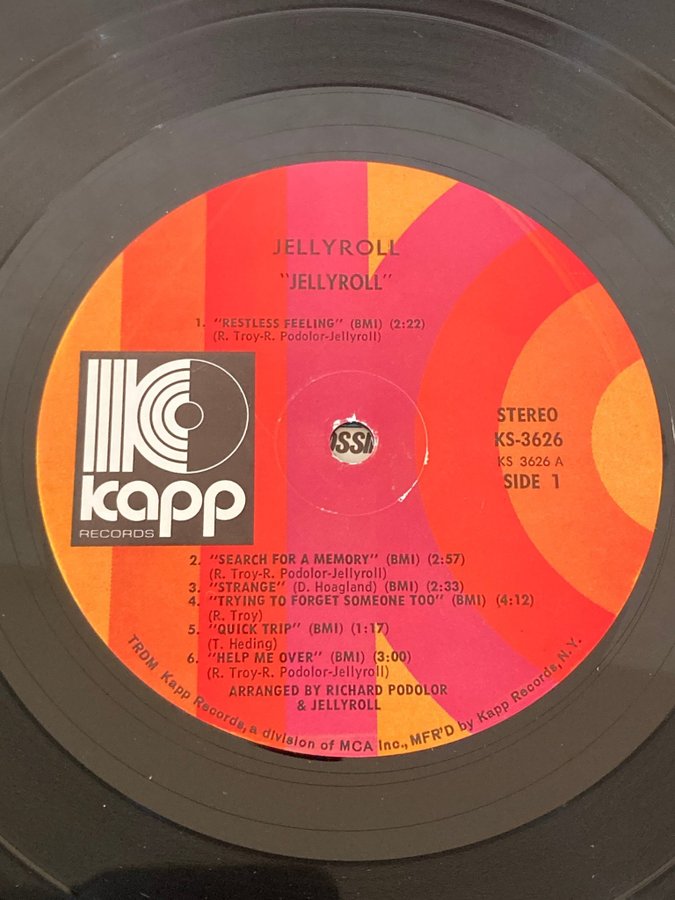 JELLYROLL
"JELLYROLL"
1. "RESTLESS FEELING" (BMI) (2:22)
(R. Troy-R. Podolor-Jellyroll)
kapp
RECORDS
STEREO
KS-3626
KS 3626 A
SIDE 1
2. "SEARCH FOR A MEMORY" (BMI) (2:57)
(R. Troy-R. Podolor-Jellyroll)
3. "STRANGE" (D. Hoagland) (BMI) (2:33)
4. "TRYING TO FORGET SOMEONE TOO" (BMI) (4:12)
(R. Troy)
5. "QUICK TRIP" (BMI) (1:17)
(T. Heding)
6. "HELP ME OVER" (BMI) (3:00)
(R. Troy-R. Podolor-Jellyroll)
ARRANGED BY RICHARD PODOLOR
& JELLYROLL
TRDM Kapp Records, a division of MCA Inc., MFR'D by Kapp Records, N.Y.